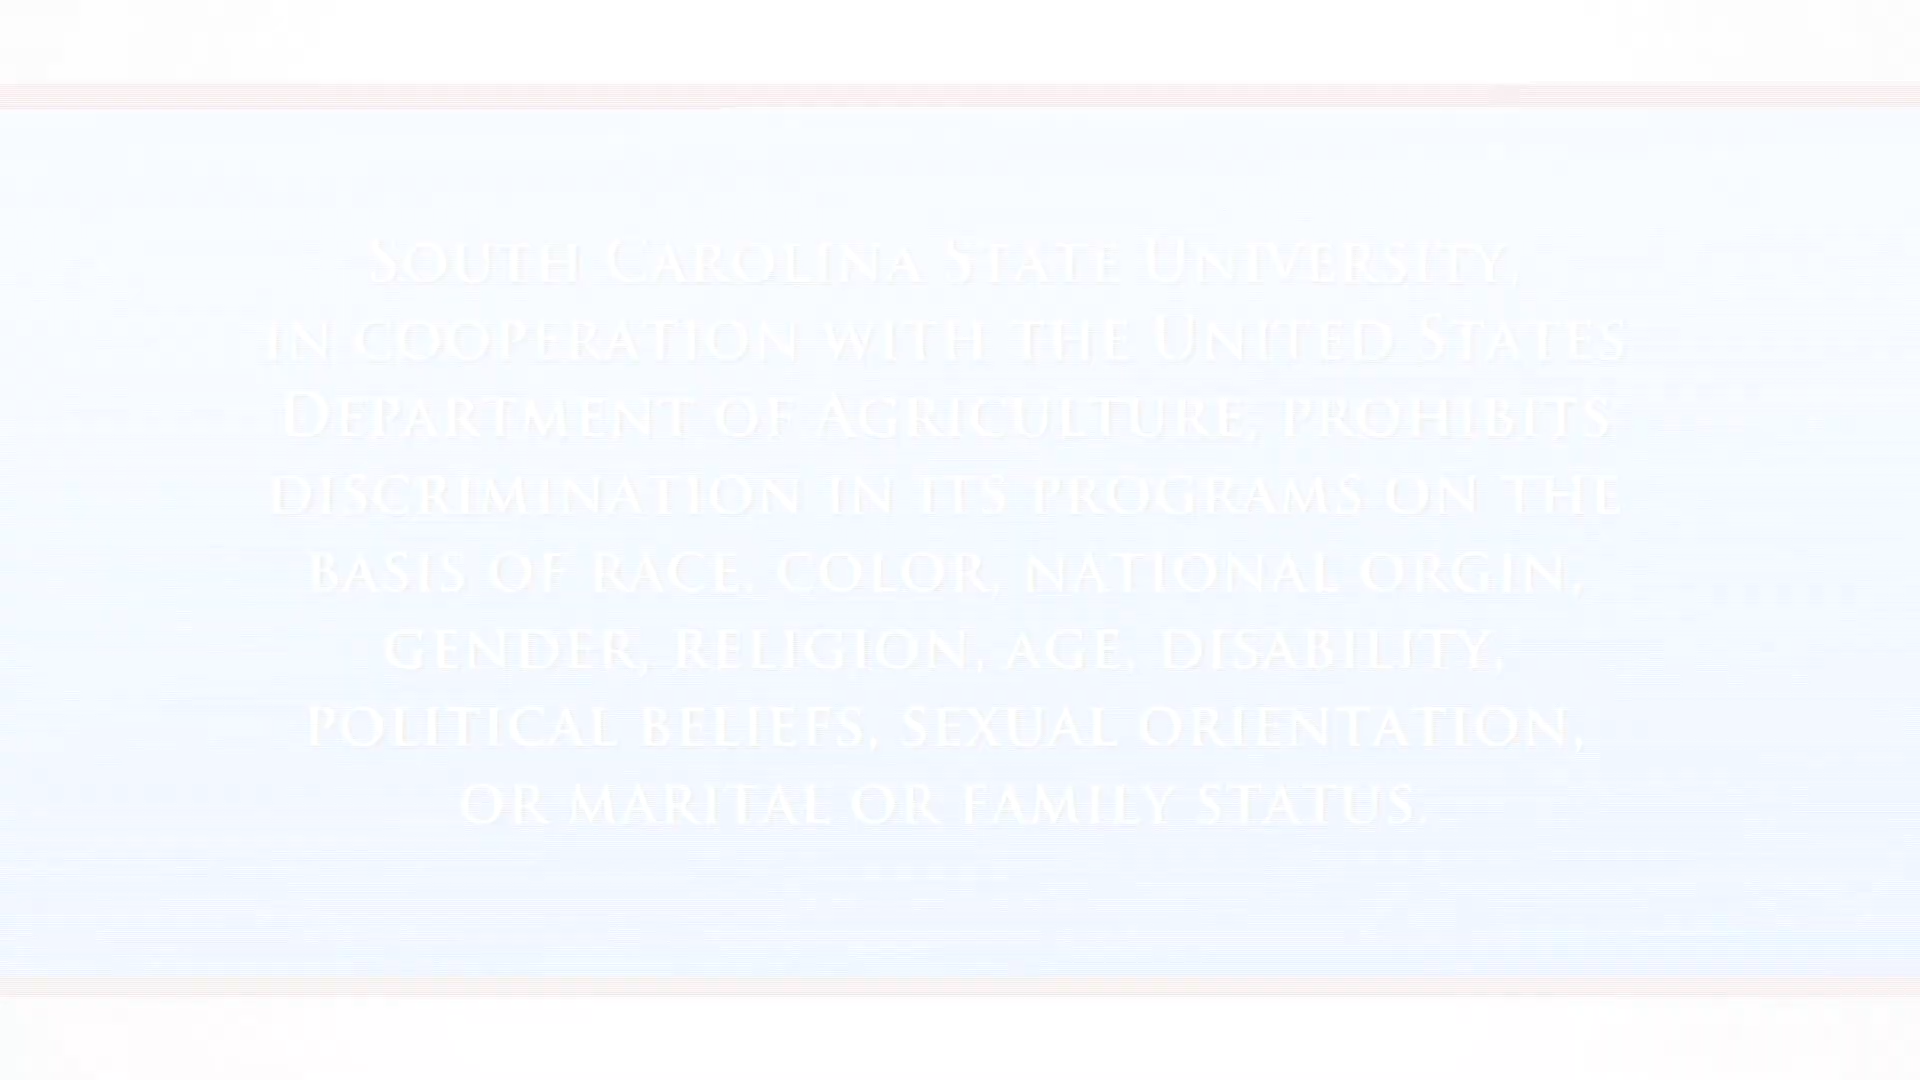 South Carolina State University,
in cooperation with the United States
Department of Agriculture, prohibits
discrimination in its programs on the
basis of race, color, national orgin,
gender, religion, age, disability,
political beliefs, sexual orientation,
or marital or family status.